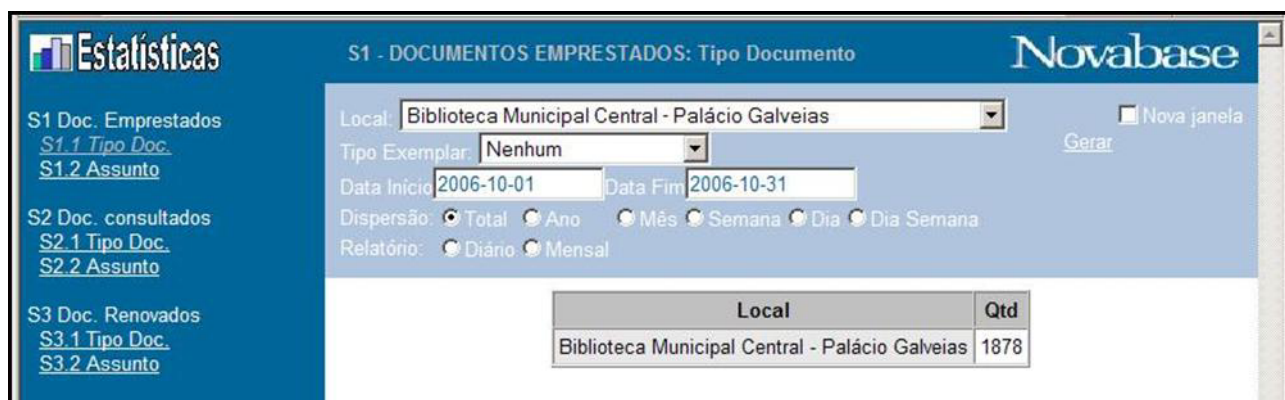 Estatísticas
S1 - DOCUMENTOS EMPRESTADOS: Tipo Documento
Novabase
S1 Doc. Emprestados
S1.1 Tipo Doc.
S1.2 Assunto
S2 Doc. consultados
S2.1 Tipo Doc.
S2.2 Assunto
S3 Doc. Renovados
S3.1 Tipo Doc.
S3.2 Assunto
Local: Biblioteca Municipal Central - Palácio Galveias
Nova janela
Tipo Exemplar: Nenhum
Gerar
Data Início 2006-10-01 Data Fim 2006-10-31
Dispersão: Total Ano Mês Semana Dia Dia Semana
Relatório: Diário Mensal
Local Qtd
Biblioteca Municipal Central - Palácio Galveias 1878